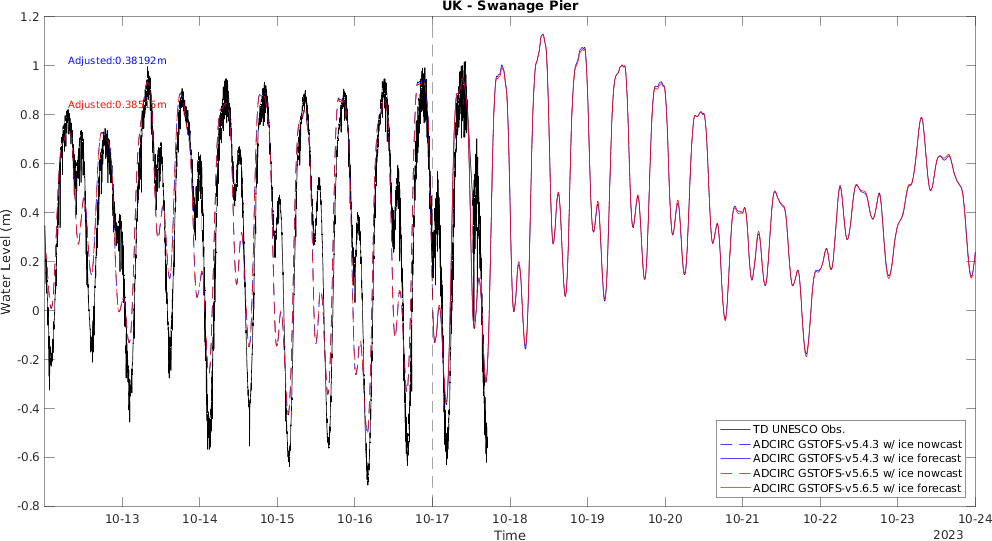 UK - Swanage Pier
1.2
1
0.8
0.6
0.4
0.2
0
-0.2
-0.4
-0.6
-0.8
Water Level (m)
Adjusted:0.38192m
TD UNESCO Obs.
ADCIRC GSTOFS-v5.4.3 w/ ice nowcast
ADCIRC GSTOFS-v5.4.3 w/ ice forecast
ADCIRC GSTOFS-v5.6.5 w/ ice nowcast
ADCIRC GSTOFS-v5.6.5 w/ ice forecast
10-13 10-14 10-15 10-16 10-17 10-18 10-19 10-20 10-21 10-22 10-23 10-24
Time
2023